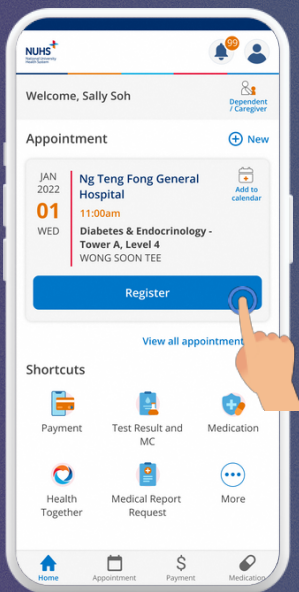 NUHS
National University
Health System
99
Welcome, Sally Soh
Dependent
/ Caregiver
Appointment
New
JAN
2022
01
WED
Ng Teng Fong General
Hospital
11:00am
Diabetes & Endocrinology -
Tower A, Level 4
WONG SOON TEE
Add to
calendar
Register
View all appointment
Shortcuts
Payment
Test Result and
MC
Medication
Health
Together
Medical Report
Request
More
Home
Appointment
Payment
Medication